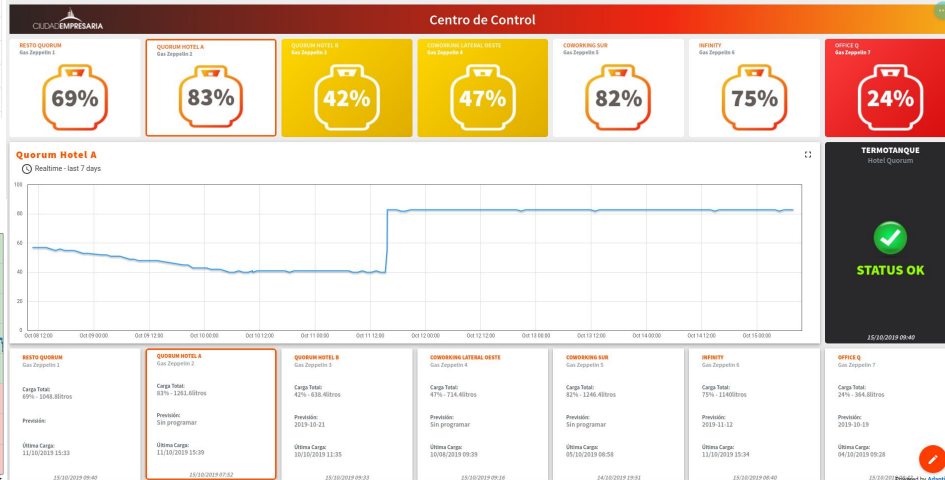 CIUDADEMPRESARIA
Centro de Control
RESTO QUORUM
Gas Zeppelin 1
69%
QUORUM HOTEL A
Gas Zeppelin 2
83%
QUORUM HOTEL B
Gas Zeppelin 3
42%
COWORKING LATERAL OESTE
Gas Zeppelin 4
47%
COWORKING SUR
Gas Zeppelin 5
82%
INFINITY
Gas Zeppelin 6
75%
OFFICE Q
Gas Zeppelin 7
24%
Quorum Hotel A
Realtime - last 7 days
100
80
60
40
20
0
Oct 08 12:00
Oct 09 00:00
Oct 09 12:00
Oct 10 00:00
Oct 10 12:00
Oct 11 00:00
Oct 11 12:00
Oct 12 00:00
Oct 12 12:00
Oct 13 00:00
Oct 13 12:00
Oct 14 00:00
Oct 14 12:00
Oct 15 00:00
TERMOTANQUE
Hotel Quorum
STATUS OK
15/10/2019 09:40
RESTO QUORUM
Gas Zeppelin 1
Carga Total:
69% - 1048.8litros
Previsión:
Última Carga:
11/10/2019 15:33
15/10/2019 09:40
QUORUM HOTEL A
Gas Zeppelin 2
Carga Total:
83% - 1261.6litros
Previsión:
Sin programar
Última Carga:
11/10/2019 15:39
15/10/2019 07:52
QUORUM HOTEL B
Gas Zeppelin 3
Carga Total:
42% - 638.4litros
Previsión:
2019-10-21
Última Carga:
10/10/2019 11:35
15/10/2019 09:33
COWORKING LATERAL OESTE
Gas Zeppelin 4
Carga Total:
47% - 714.4litros
Previsión:
Sin programar
Última Carga:
10/08/2019 09:39
15/10/2019 09:16
COWORKING SUR
Gas Zeppelin 5
Carga Total:
82% - 1246.4litros
Previsión:
Sin programar
Última Carga:
05/10/2019 08:58
14/10/2019 19:51
INFINITY
Gas Zeppelin 6
Carga Total:
75% - 1140litros
Previsión:
2019-11-12
Última Carga:
11/10/2019 15:34
15/10/2019 08:40
OFFICE Q
Gas Zeppelin 7
Carga Total:
24% - 364.8litros
Previsión:
2019-10-19
Última Carga:
04/10/2019 09:28